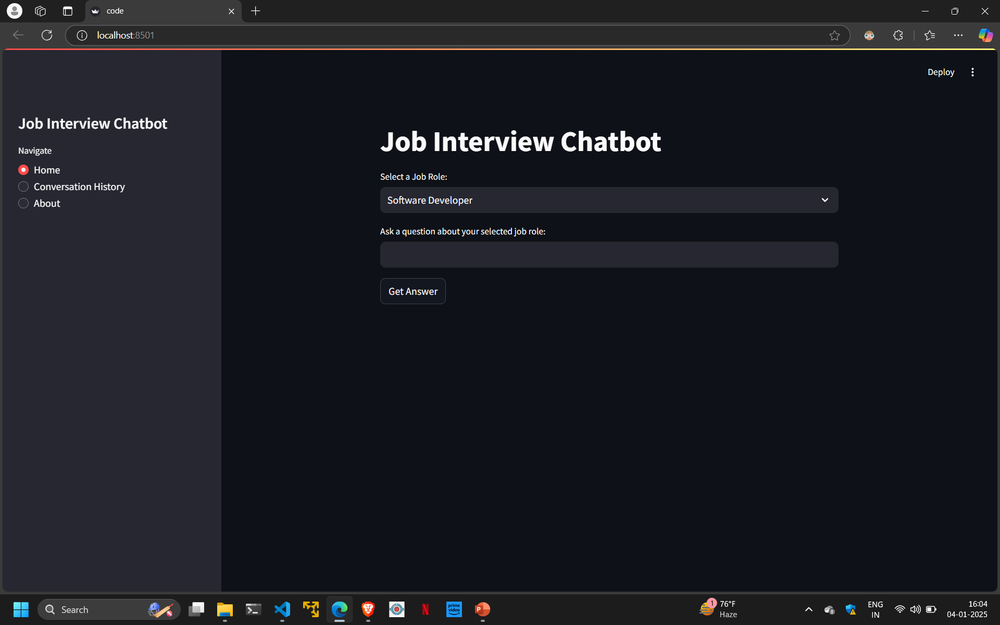 code
localhost:8501
Deploy
Job Interview Chatbot
Navigate
Home
Conversation History
About
Job Interview Chatbot
Select a Job Role:
Software Developer
Ask a question about your selected job role:
Get Answer
Search
prime video
N
P
1
76°F
Haze
ENG
IN
16:04
04-01-2025